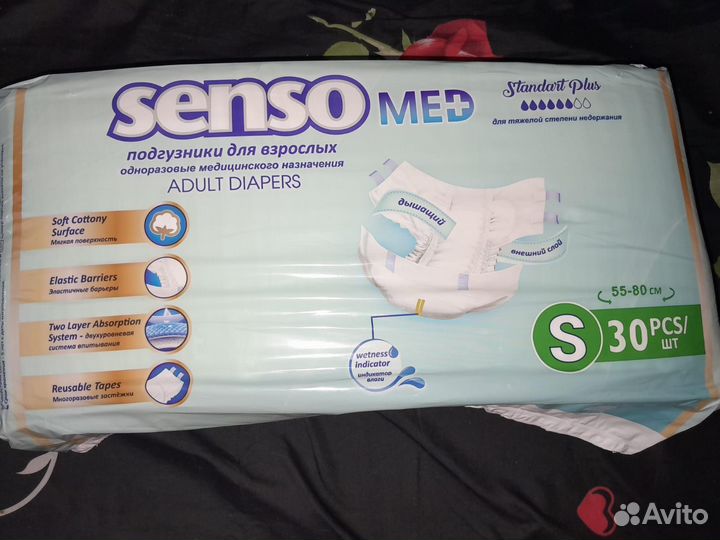 senso MED
Standart Plus
для тяжелой степени недержания
подгузники для взрослых
одноразовые медицинского назначения
ADULT DIAPERS
Soft Cottony
Surface
Мягкая поверхность
Elastic Barriers
Эластичные барьеры
Two Layer Absorption
System - двухуровневая
система впитывания
Reusable Tapes
Многоразовые застёжки
дышащий
внешний слой
wetness
indicator
индикатор
влаги
55-80 см
S 30 PCS/
шт
Avito